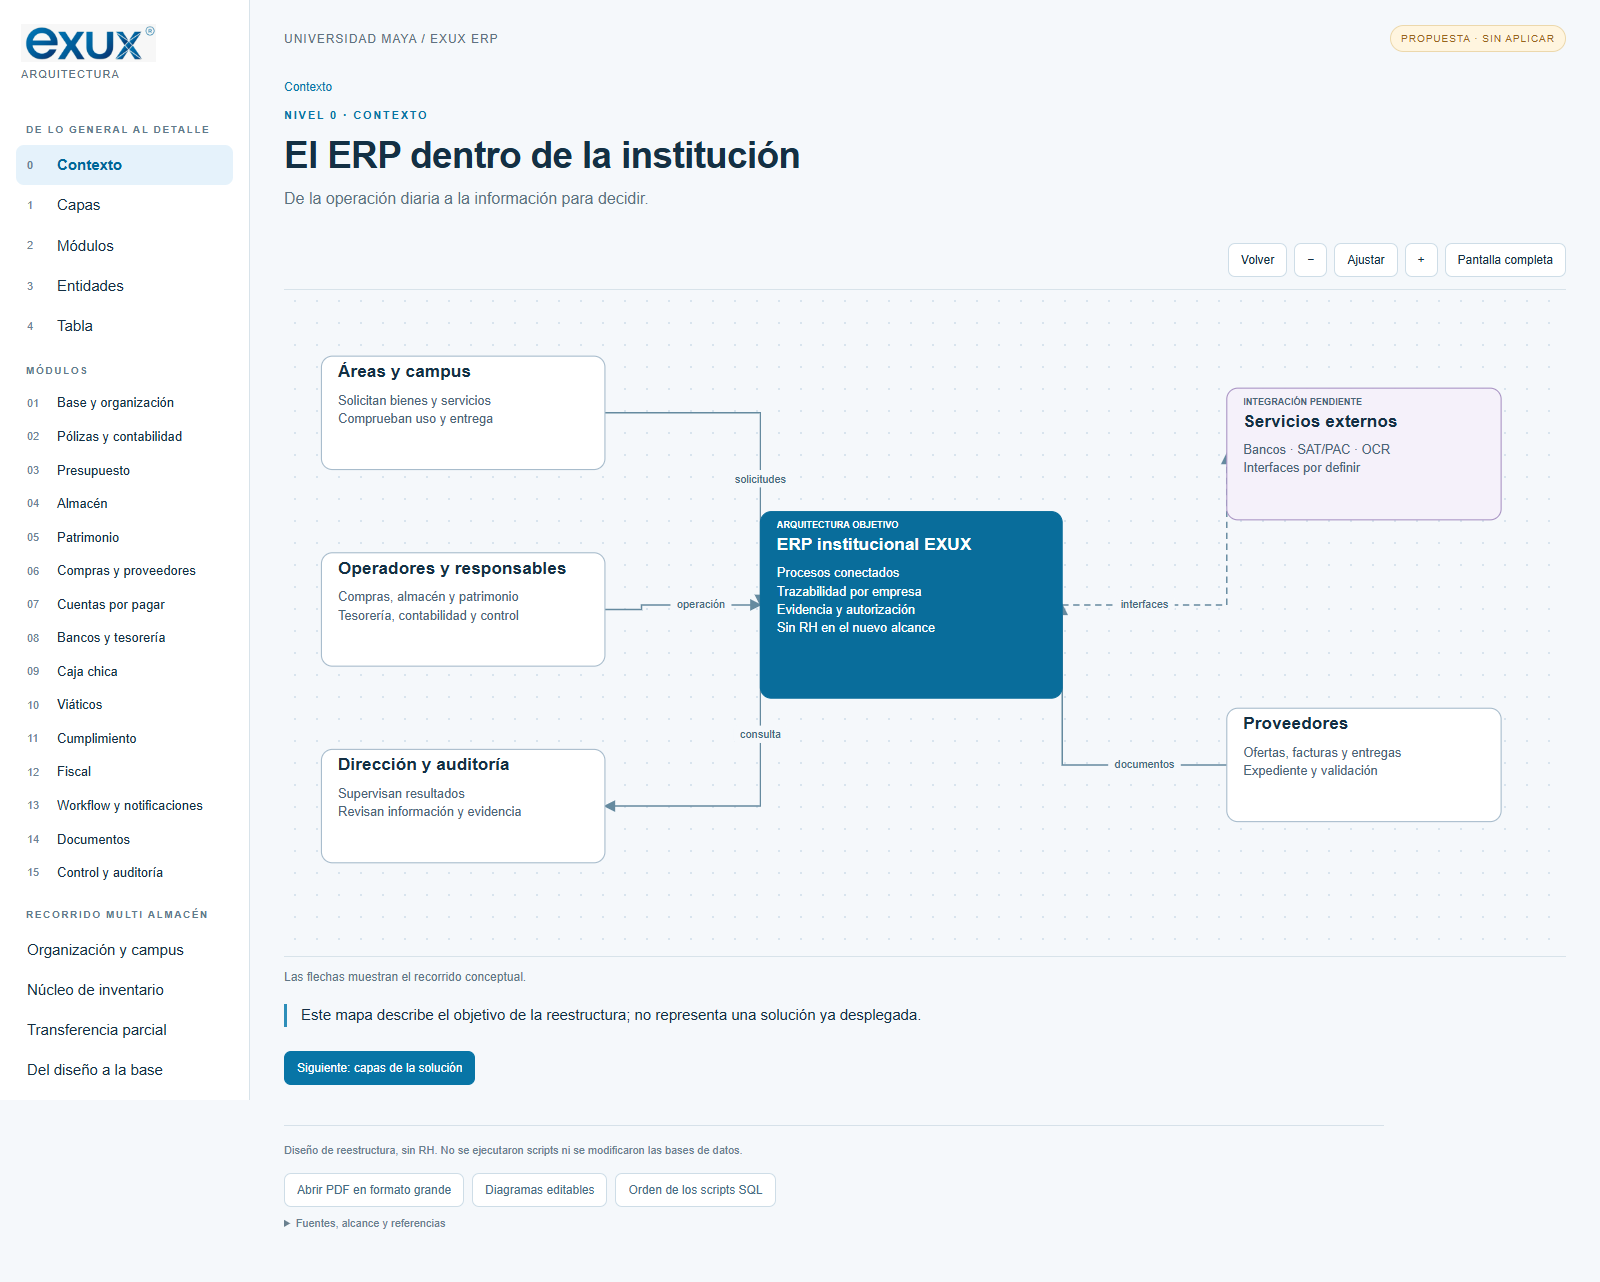 exux®
ARQUITECTURA
DE LO GENERAL AL DETALLE
0 Contexto
1 Capas
2 Módulos
3 Entidades
4 Tabla
MÓDULOS
01 Base y organización
02 Pólizas y contabilidad
03 Presupuesto
04 Almacén
05 Patrimonio
06 Compras y proveedores
07 Cuentas por pagar
08 Bancos y tesorería
09 Caja chica
10 Viáticos
11 Cumplimiento
12 Fiscal
13 Workflow y notificaciones
14 Documentos
15 Control y auditoría
RECORRIDO MULTI ALMACÉN
Organización y campus
Núcleo de inventario
Transferencia parcial
Del diseño a la base
UNIVERSIDAD MAYA / EXUX ERP
PROPUESTA · SIN APLICAR
Contexto
NIVEL 0 · CONTEXTO
El ERP dentro de la institución
De la operación diaria a la información para decidir.
Volver
−
Ajustar
+
Pantalla completa
Áreas y campus
Solicitan bienes y servicios
Comprueban uso y entrega
solicitudes
Operadores y responsables
Compras, almacén y patrimonio
Tesorería, contabilidad y control
operación
Dirección y auditoría
Supervisan resultados
Revisan información y evidencia
consulta
ARQUITECTURA OBJETIVO
ERP institucional EXUX
Procesos conectados
Trazabilidad por empresa
Evidencia y autorización
Sin RH en el nuevo alcance
interfaces
INTEGRACIÓN PENDIENTE
Servicios externos
Bancos · SAT/PAC · OCR
Interfaces por definir
documentos
Proveedores
Ofertas, facturas y entregas
Expediente y validación
Las flechas muestran el recorrido conceptual.
Este mapa describe el objetivo de la reestructura; no representa una solución ya desplegada.
Siguiente: capas de la solución
Diseño de reestructura, sin RH. No se ejecutaron scripts ni se modificaron las bases de datos.
Abrir PDF en formato grande
Diagramas editables
Orden de los scripts SQL
Fuentes, alcance y referencias